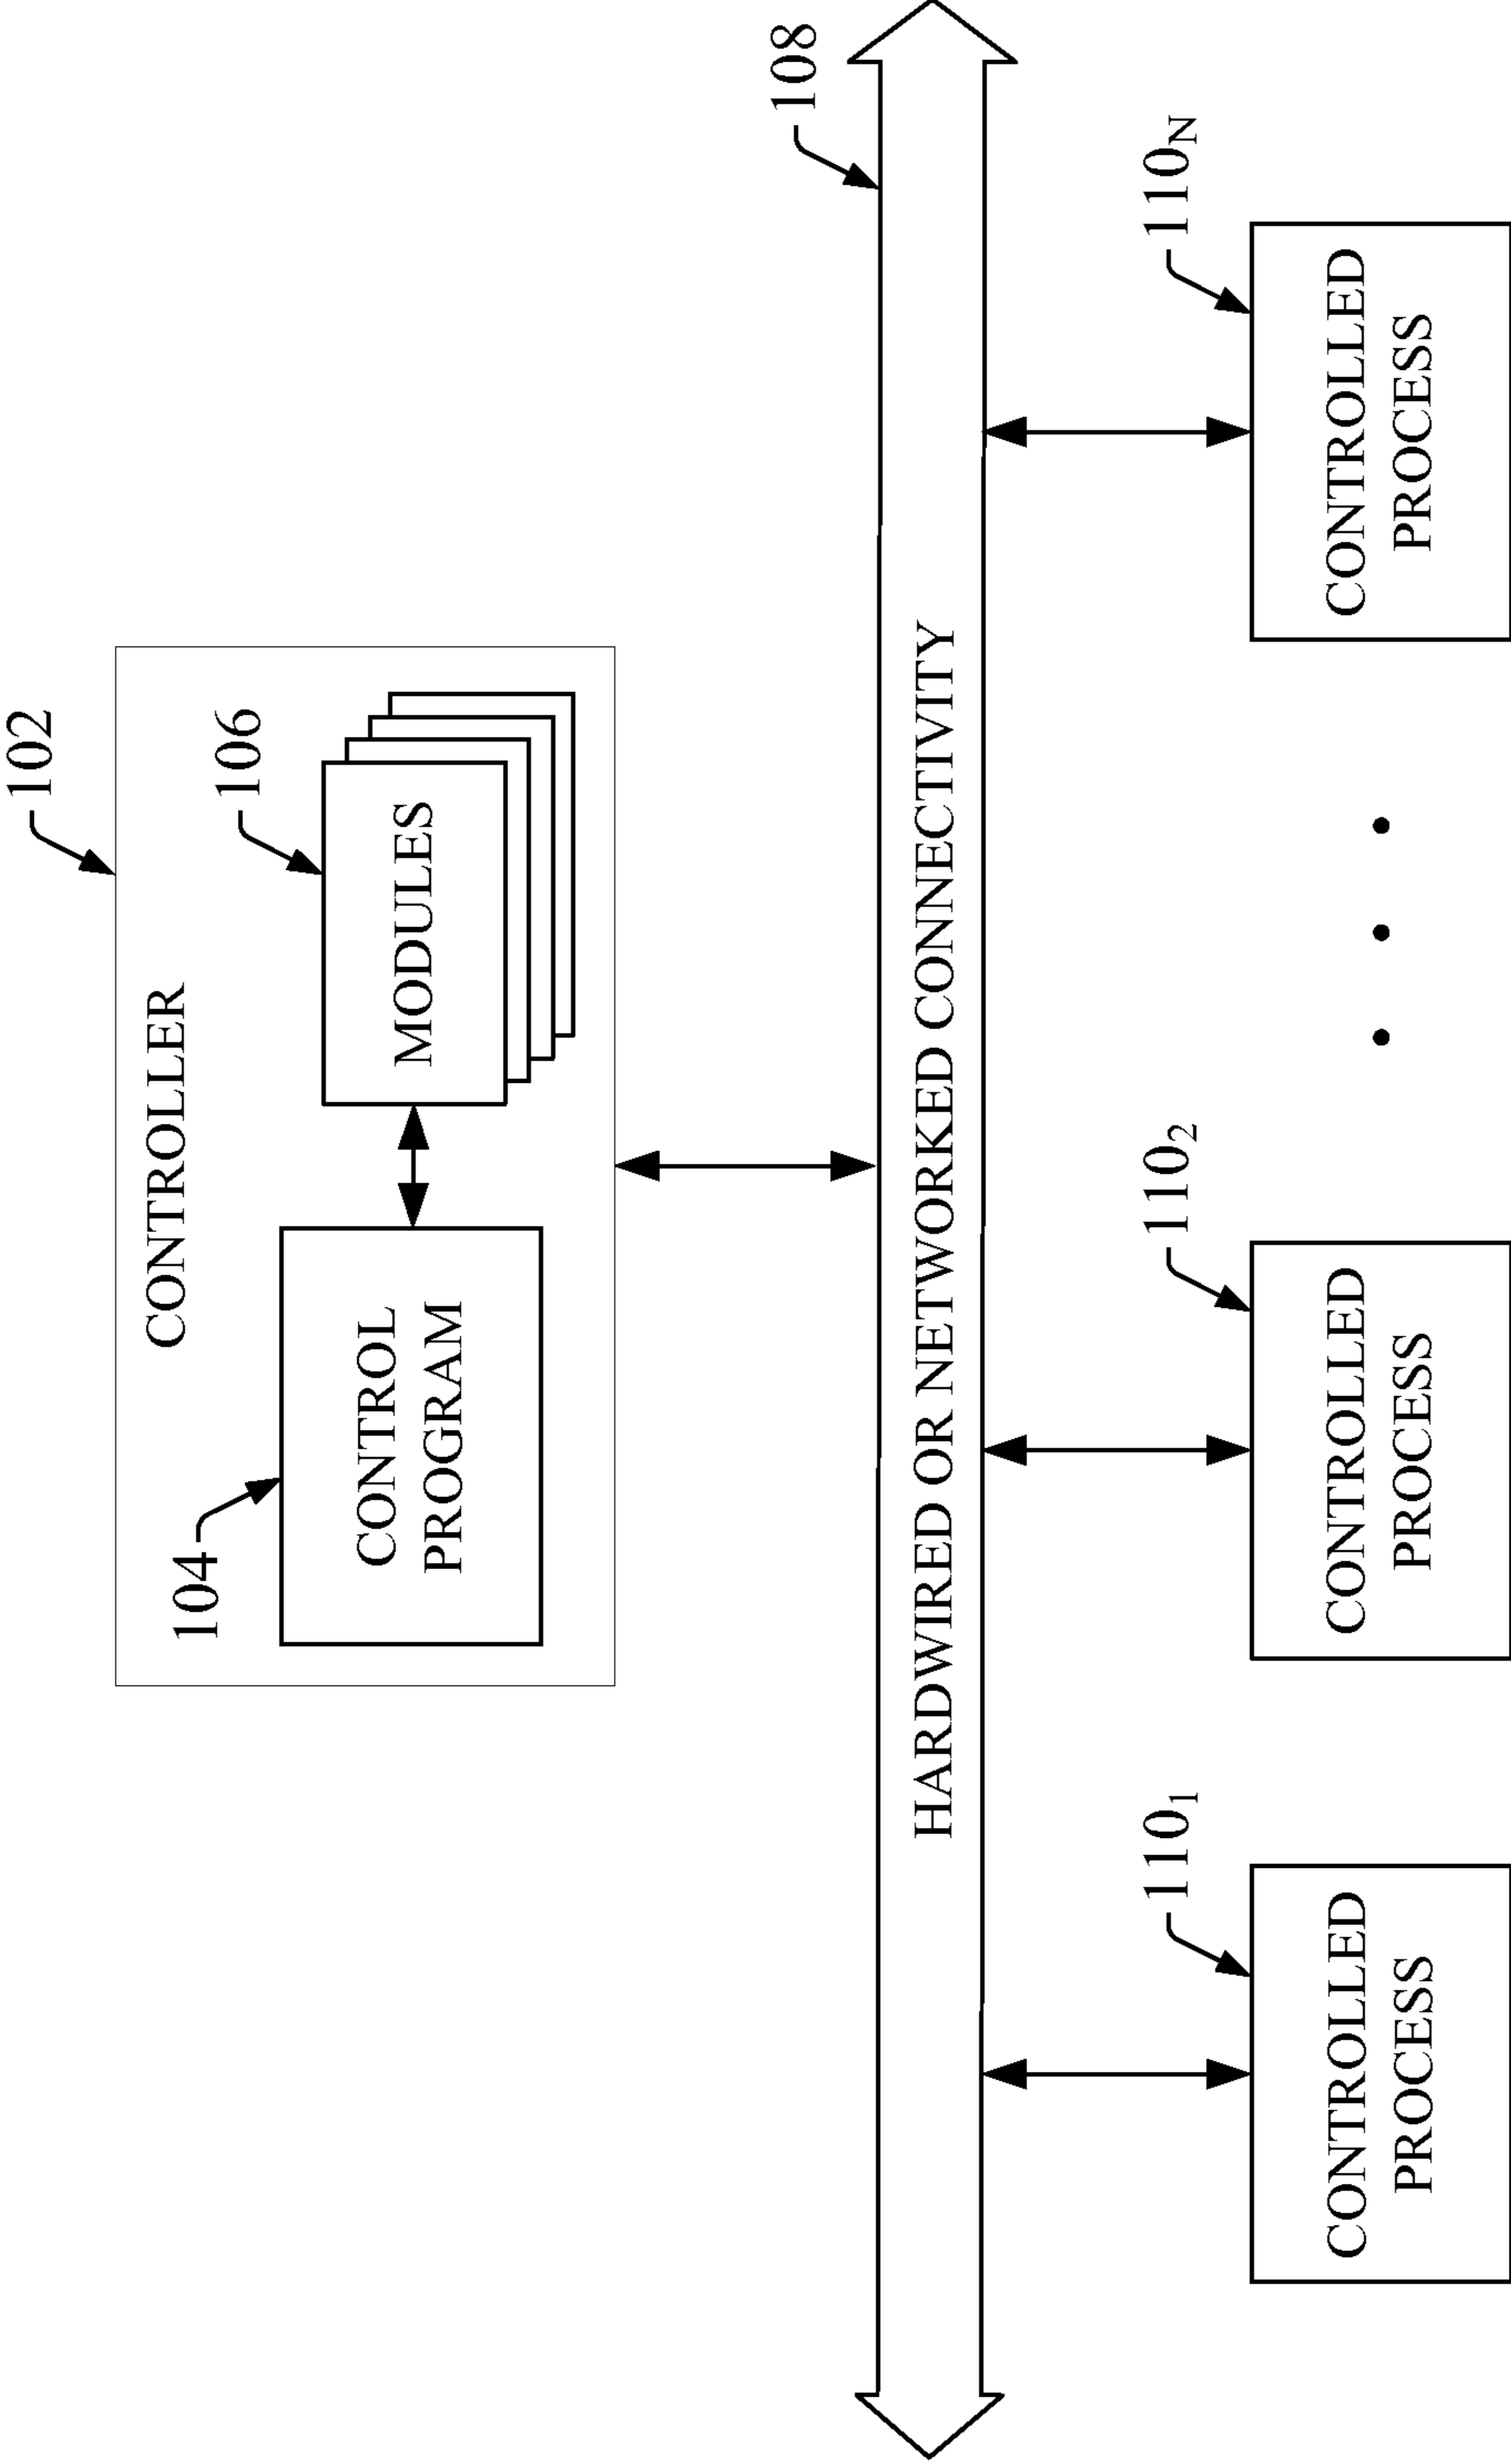 102
CONTROLLER
104
106
CONTROL
PROGRAM
MODULES
108
HARDWIRED OR NETWORKED CONNECTIVITY
110₁
110₂
110N
CONTROLLED
PROCESS
CONTROLLED
PROCESS
CONTROLLED
PROCESS